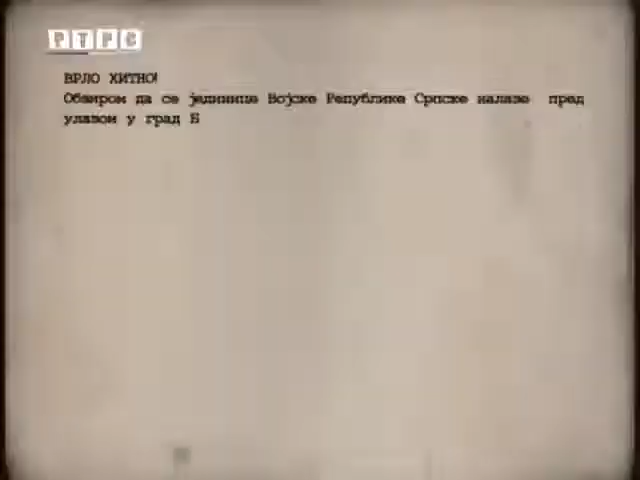 РТРС
ВРЛО ХИТНО!
Обзиром да се јединице Војске Републике Српске налазе пред
улазом у град Б